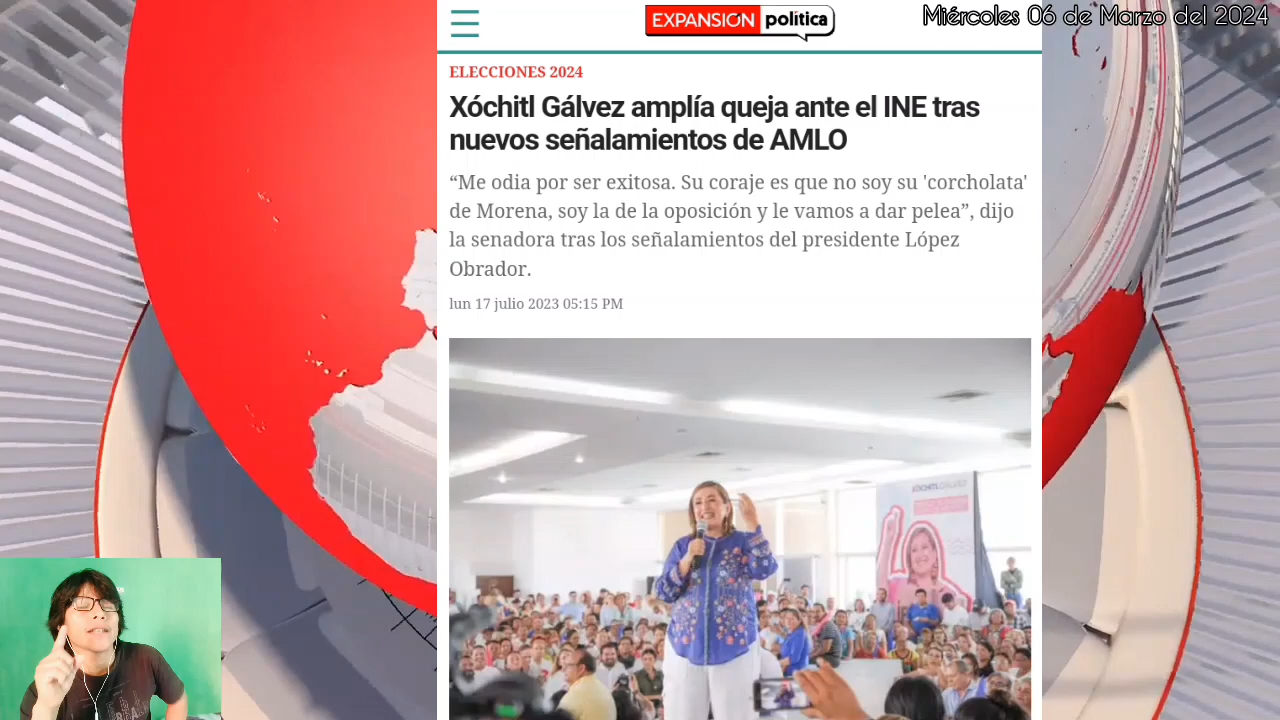 EXPANSIÓN política
Miércoles 06 de Marzo del 2024
ELECCIONES 2024
Xóchitl Gálvez amplía queja ante el INE tras
nuevos señalamientos de AMLO
“Me odia por ser exitosa. Su coraje es que no soy su 'corcholata'
de Morena, soy la de la oposición y le vamos a dar pelea”, dijo
la senadora tras los señalamientos del presidente López
Obrador.
lun 17 julio 2023 05:15 PM
XÓCHITL GÁLVEZ